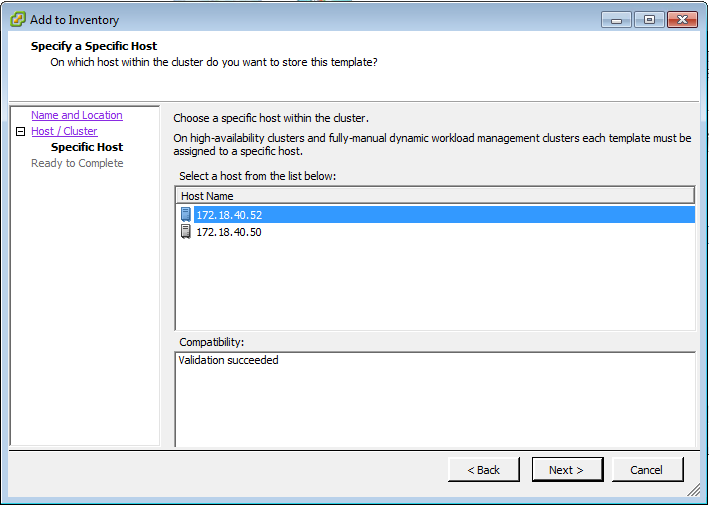 Add to Inventory
Specify a Specific Host
On which host within the cluster do you want to store this template?
Name and Location
Host / Cluster
Specific Host
Ready to Complete
Choose a specific host within the cluster.
On high-availability clusters and fully-manual dynamic workload management clusters each template must be
assigned to a specific host.
Select a host from the list below:
Host Name
172.18.40.52
172.18.40.50
Compatibility:
Validation succeeded
< Back
Next >
Cancel